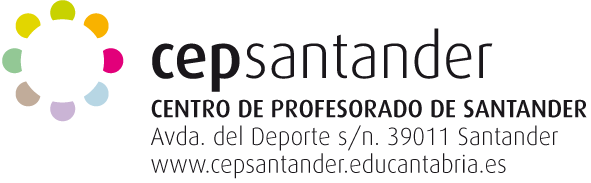 cepsantander
CENTRO DE PROFESORADO DE SANTANDER
Avda. del Deporte s/n. 39011 Santander
www.cepsantander.educantabria.es